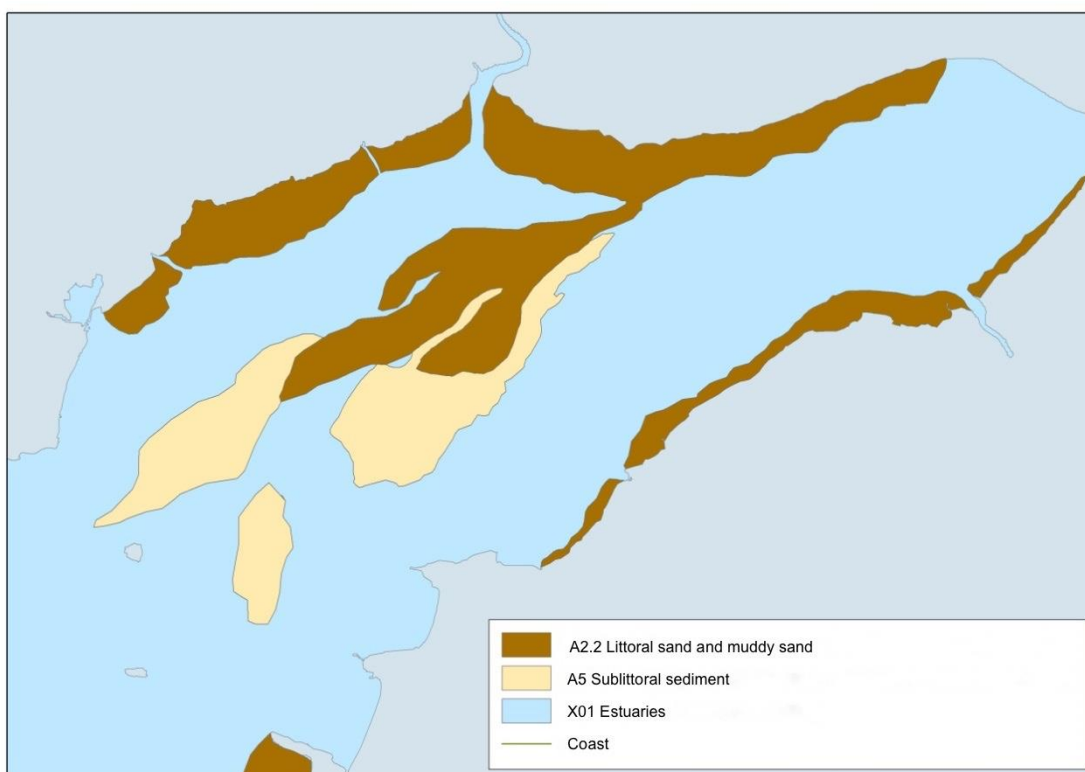 A2.2 Littoral sand and muddy sand
A5 Sublittoral sediment
X01 Estuaries
Coast